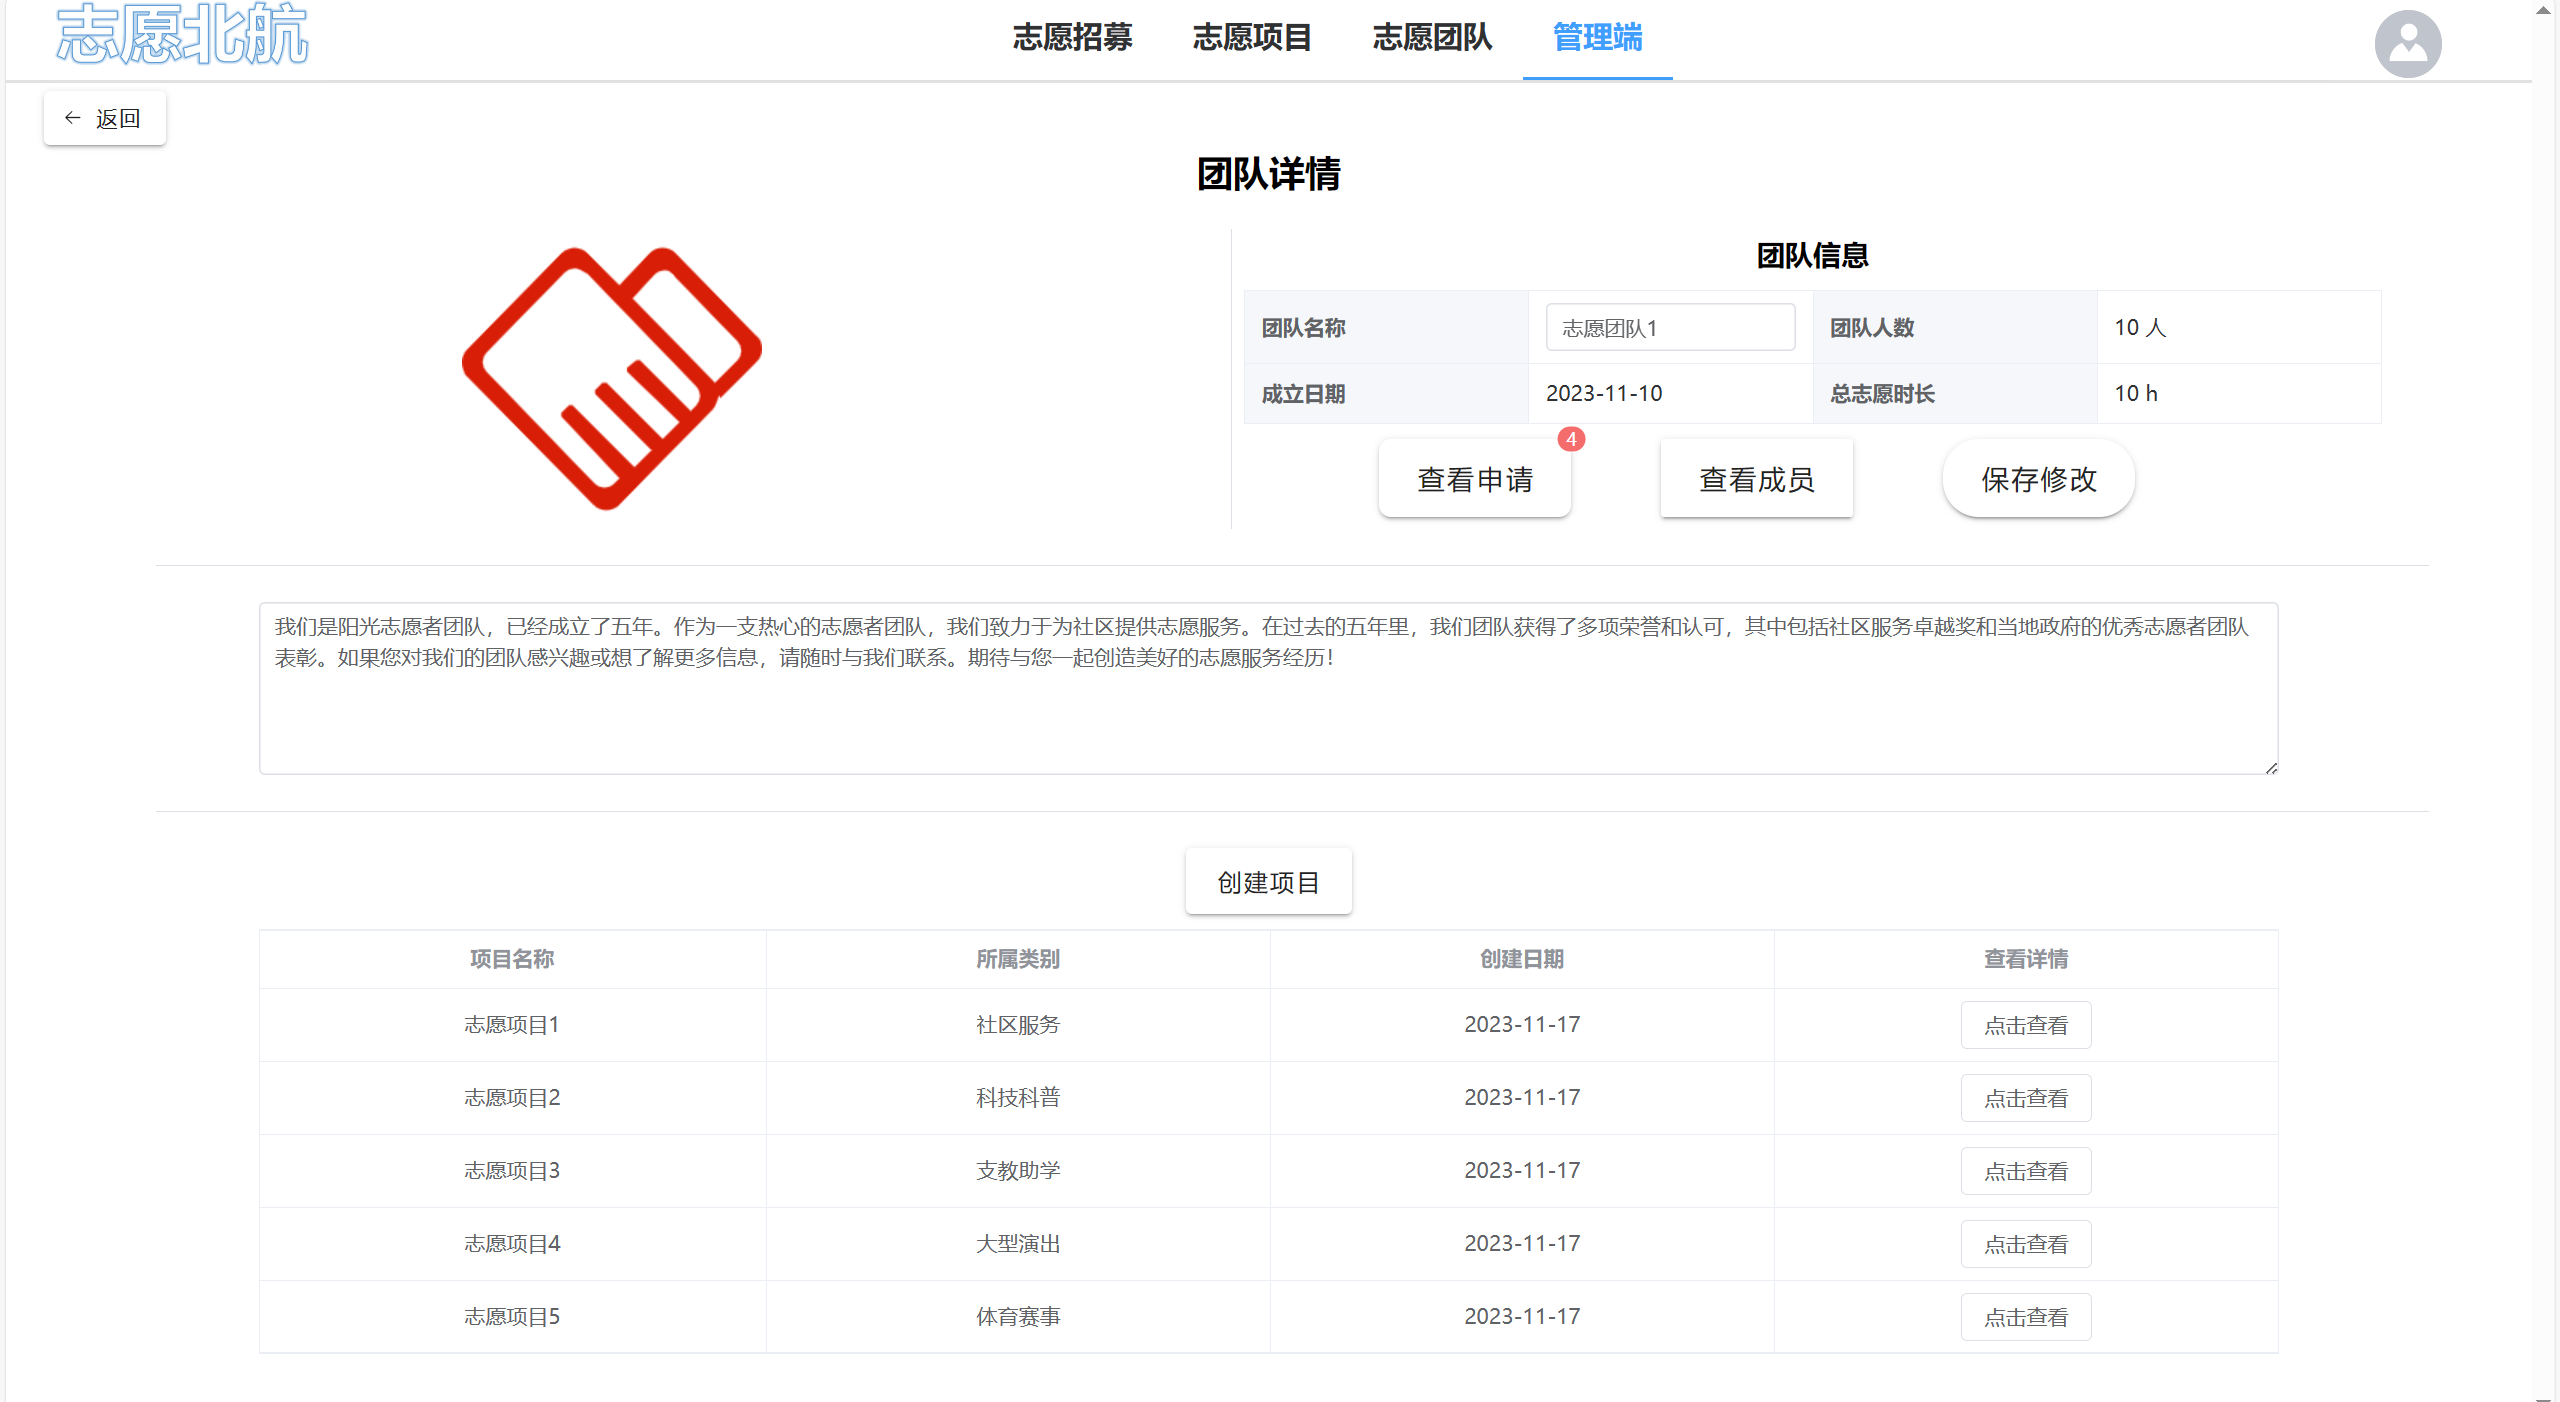 志愿北航
志愿招募 志愿项目 志愿团队 管理端
返回
团队详情
团队信息
团队名称 志愿团队1 团队人数 10 人
成立日期 2023-11-10 总志愿时长 10 h
4
查看申请 查看成员 保存修改
我们是阳光志愿者团队，已经成立了五年。作为一支热心的志愿者团队，我们致力于为社区提供志愿服务。在过去的五年里，我们团队获得了多项荣誉和认可，其中包括社区服务卓越奖和当地政府的优秀志愿者团队
表彰。如果您对我们的团队感兴趣或想了解更多信息，请随时与我们联系。期待与您一起创造美好的志愿服务经历！
创建项目
项目名称 所属类别 创建日期 查看详情
志愿项目1 社区服务 2023-11-17 点击查看
志愿项目2 科技科普 2023-11-17 点击查看
志愿项目3 支教助学 2023-11-17 点击查看
志愿项目4 大型演出 2023-11-17 点击查看
志愿项目5 体育赛事 2023-11-17 点击查看